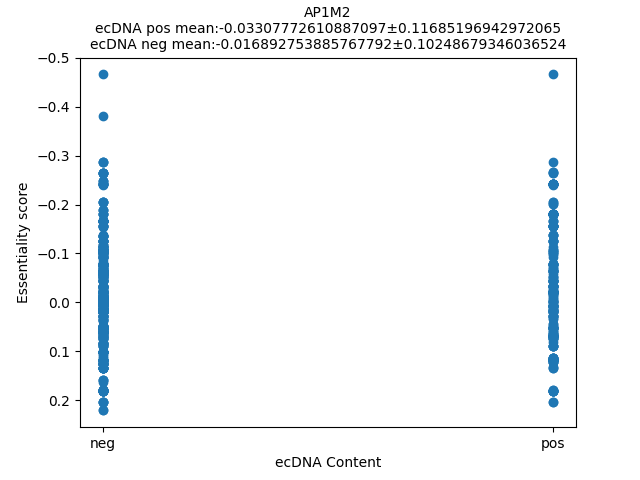 AP1M2
ecDNA pos mean:-0.03307772610887097±0.11685196942972065
ecDNA neg mean:-0.016892753885767792±0.10248679346036524
−0.5
−0.4
−0.3
−0.2
−0.1
0.0
0.1
0.2
Essentiality score
neg
pos
ecDNA Content